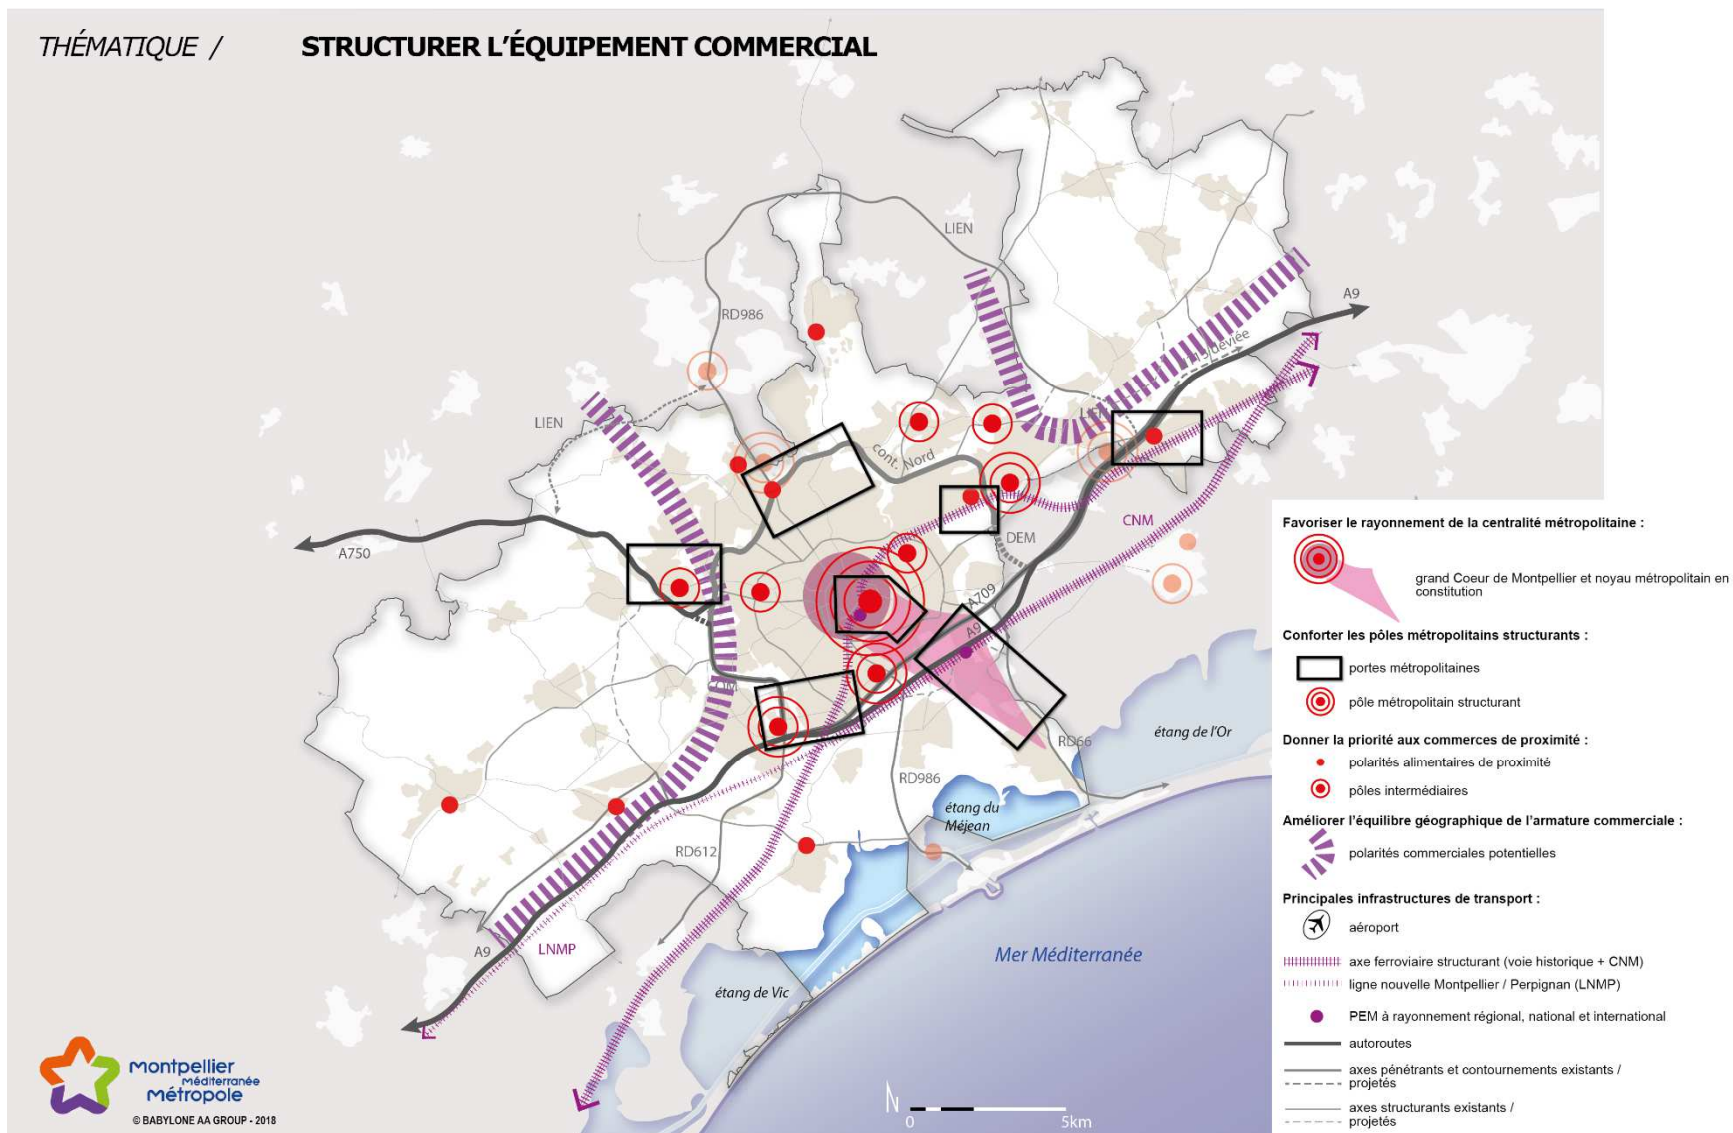 THÉMATIQUE / STRUCTURER L'ÉQUIPEMENT COMMERCIAL
LIEN
RD986
A9
déviée
LIEN
LIEN
cont. Nord
CNM
A750
DEM
A709
A9
COM
étang de l'Or
RD66
RD986
étang du
Méjean
RD612
A9
LNMP
Mer Méditerranée
étang de Vic
montpellier
méditerranée
métropole
© BABYLONE AA GROUP - 2018
N
0
5km
Favoriser le rayonnement de la centralité métropolitaine :
grand Coeur de Montpellier et noyau métropolitain en
constitution
Conforter les pôles métropolitains structurants :
portes métropolitaines
pôle métropolitain structurant
Donner la priorité aux commerces de proximité :
polarités alimentaires de proximité
pôles intermédiaires
Améliorer l'équilibre géographique de l'armature commerciale :
polarités commerciales potentielles
Principales infrastructures de transport :
aéroport
axe ferroviaire structurant (voie historique + CNM)
ligne nouvelle Montpellier / Perpignan (LNMP)
PEM à rayonnement régional, national et international
autoroutes
axes pénétrants et contournements existants /
projetés
axes structurants existants /
projetés